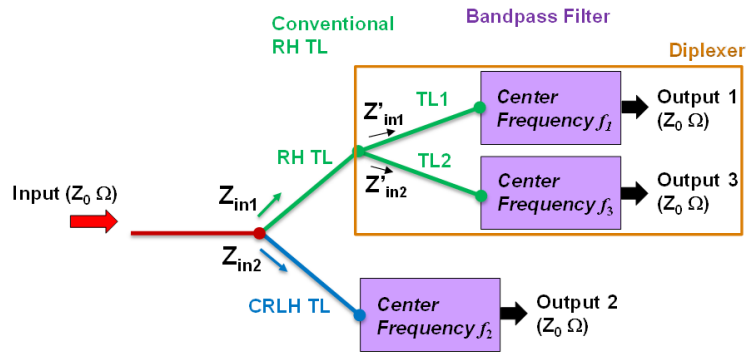 Conventional
RH TL
Bandpass Filter
Diplexer
TL1
Z'in1
Center
Frequency f1
Output 1
(Z0 Ω)
RH TL
TL2
Z'in2
Center
Frequency f3
Output 3
(Z0 Ω)
Input (Z0 Ω)
Zin1
Zin2
CRLH TL
Center
Frequency f2
Output 2
(Z0 Ω)